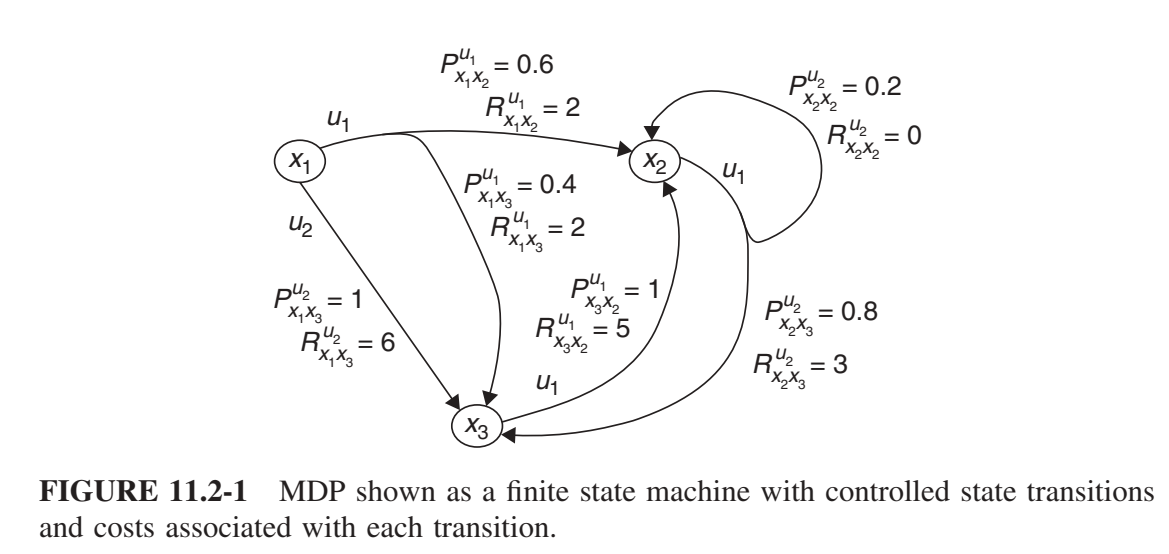 P^{u_1}_{x_1x_2} = 0.6
R^{u_1}_{x_1x_2} = 2
u_1
x_1
x_2
P^{u_2}_{x_2x_2} = 0.2
R^{u_2}_{x_2x_2} = 0
u_1
P^{u_1}_{x_1x_3} = 0.4
R^{u_1}_{x_1x_3} = 2
u_2
P^{u_2}_{x_1x_3} = 1
R^{u_2}_{x_1x_3} = 6
P^{u_1}_{x_3x_2} = 1
R^{u_1}_{x_3x_2} = 5
P^{u_2}_{x_2x_3} = 0.8
R^{u_2}_{x_2x_3} = 3
u_1
x_3
FIGURE 11.2-1 MDP shown as a finite state machine with controlled state transitions
and costs associated with each transition.